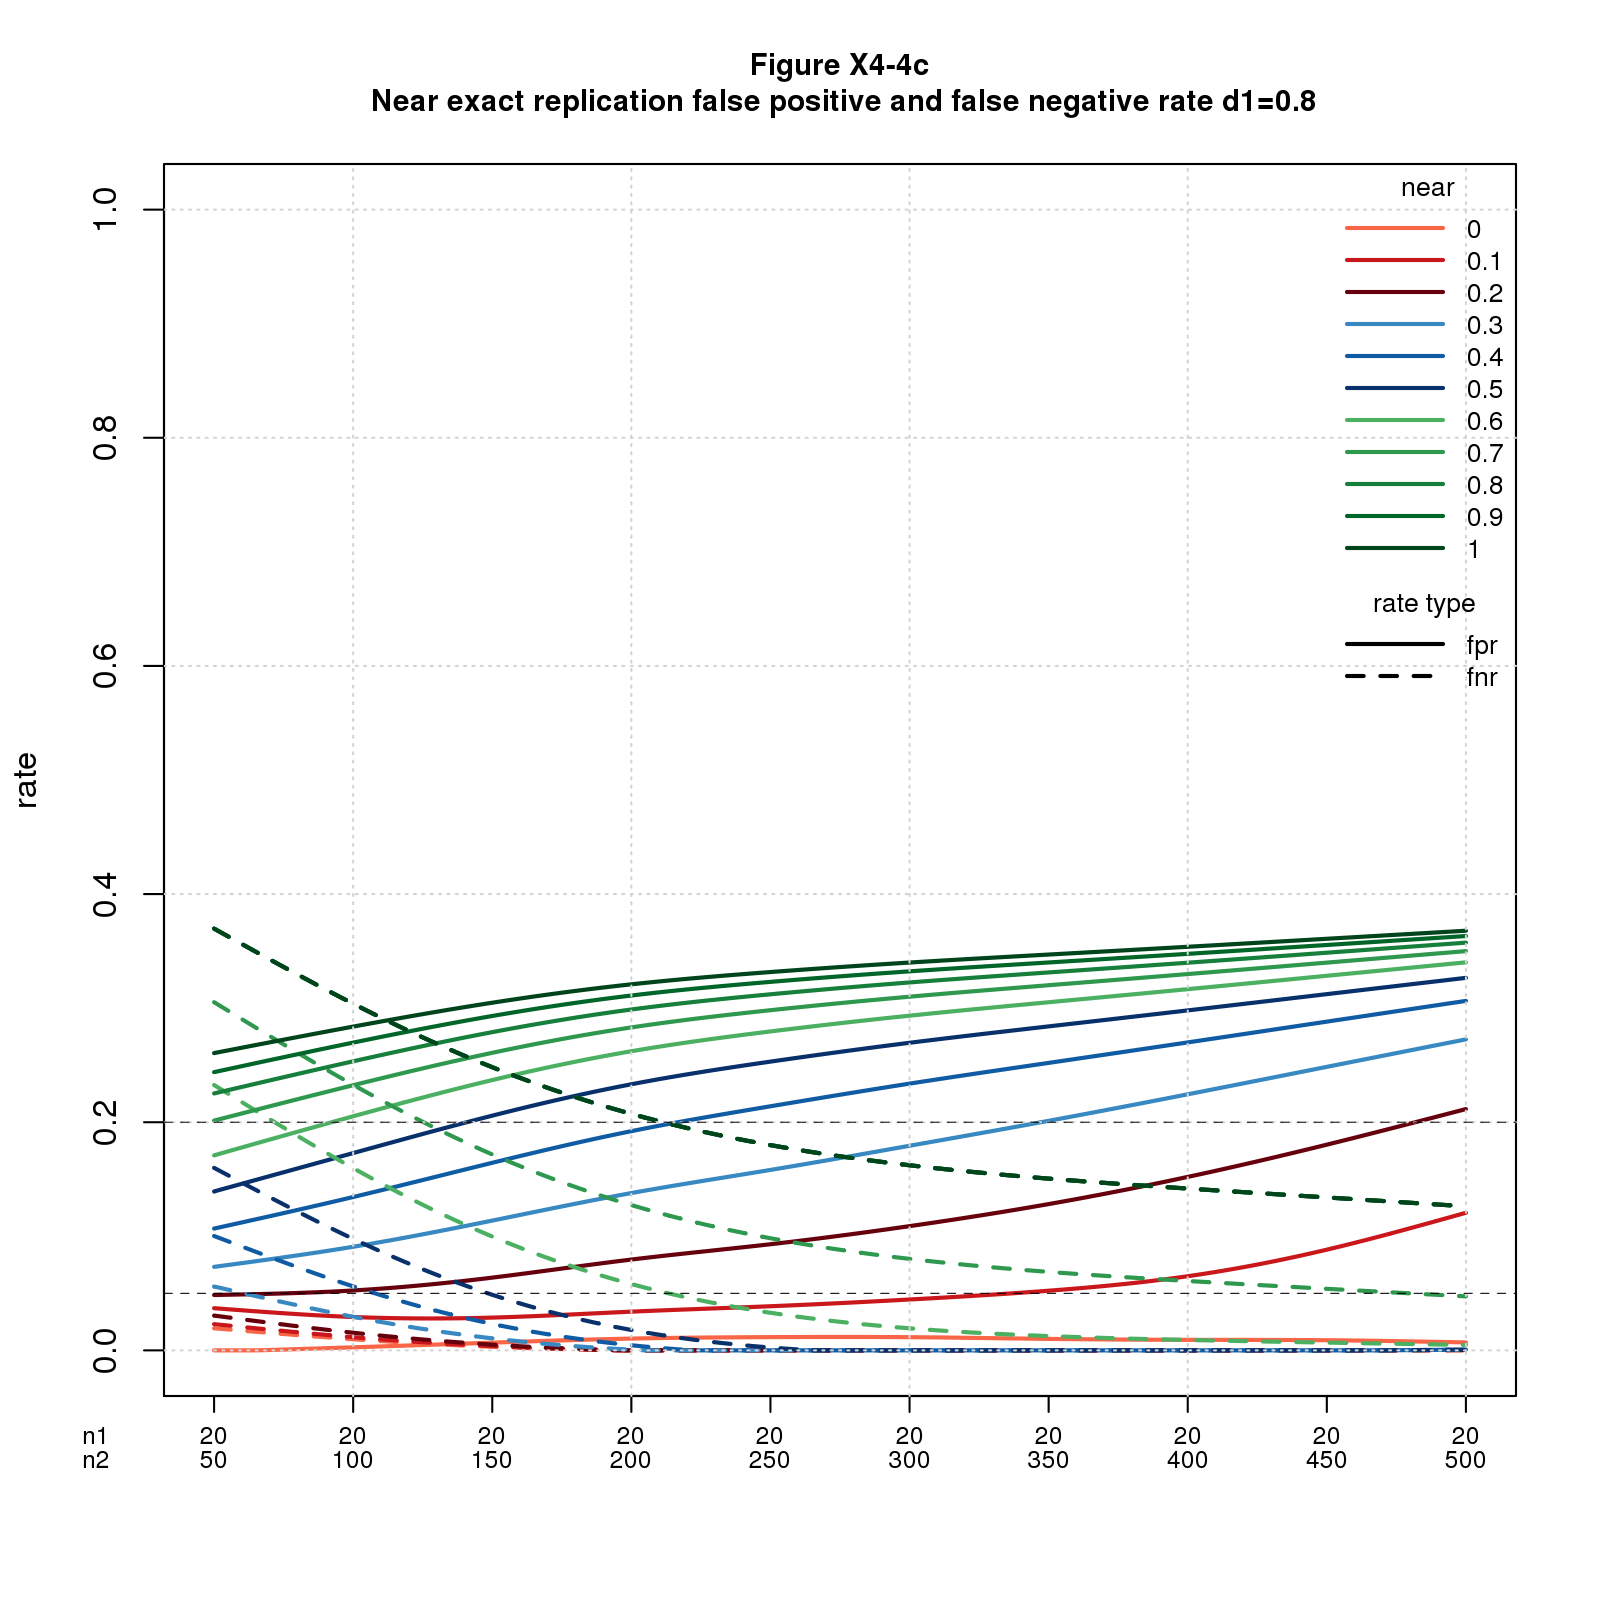 Figure X4-4c
Near exact replication false positive and false negative rate d1=0.8
near
0
0.1
0.2
0.3
0.4
0.5
0.6
0.7
0.8
0.9
1
rate type
fpr
fnr
rate
1.0
0.8
0.6
0.4
0.2
0.0
n1 20 20 20 20 20 20 20 20 20 20
n2 50 100 150 200 250 300 350 400 450 500